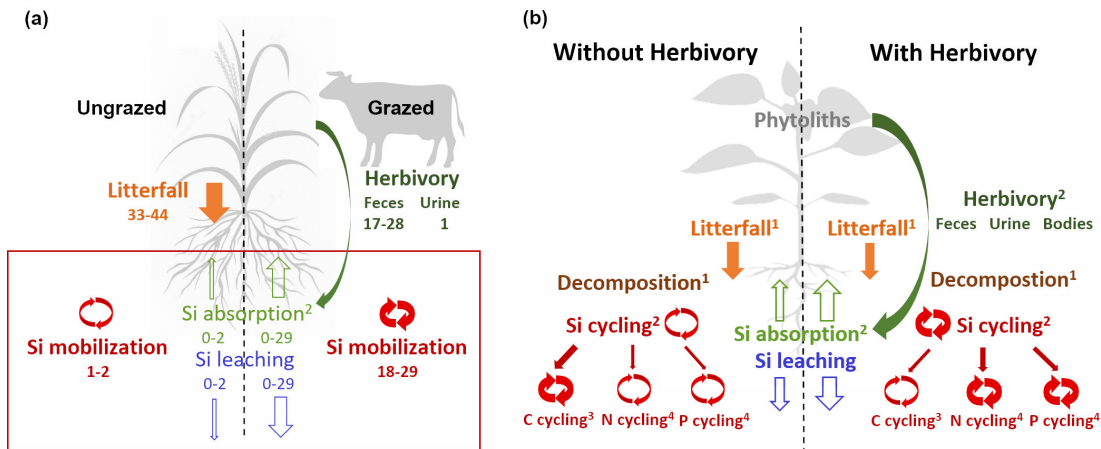 (a)
Ungrazed
Grazed
Litterfall
33-44
Herbivory
Feces Urine
17-28 1
Si absorption2
0-2 0-29
Si mobilization
1-2
Si mobilization
18-29
Si leaching
0-2 0-29
(b)
Without Herbivory
With Herbivory
Phytoliths
Herbivory2
Feces Urine Bodies
Litterfall1
Litterfall1
Decomposition1
Decompostion1
Si cycling2
Si absorption2
Si cycling2
Si leaching
C cycling3 N cycling4 P cycling4
C cycling3 N cycling4 P cycling4